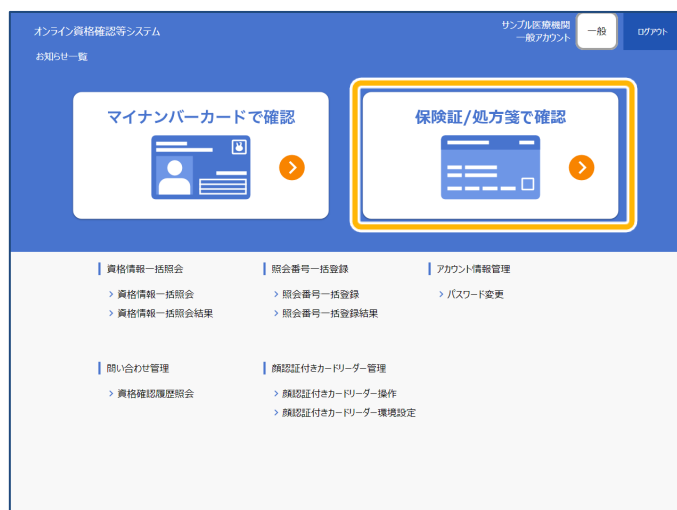 オンライン資格確認等システム
サンプル医療機関
一般アカウント
一般
ログアウト
お知らせ一覧
マイナンバーカードで確認
保険証/処方箋で確認
資格情報一括照会
照会番号一括登録
アカウント情報管理
資格情報一括照会
照会番号一括登録
パスワード変更
資格情報一括照会結果
照会番号一括登録結果
問い合わせ管理
顔認証付きカードリーダー管理
資格確認履歴照会
顔認証付きカードリーダー操作
顔認証付きカードリーダー環境設定